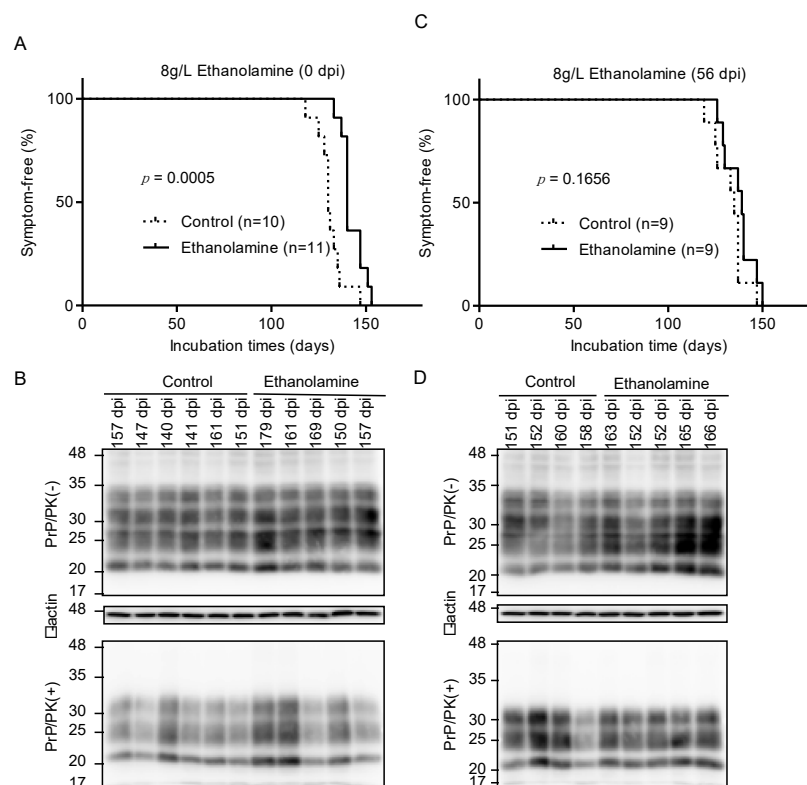 A
8g/L Ethanolamine (0 dpi)
100
50
0
Symptom-free (%)
p = 0.0005
Control (n=10)
Ethanolamine (n=11)
0 50 100 150
Incubation times (days)
C
8g/L Ethanolamine (56 dpi)
100
50
0
Symptom-free (%)
p = 0.1656
Control (n=9)
Ethanolamine (n=9)
0 50 100 150
Incubation time (days)
B
Control Ethanolamine
157 dpi 147 dpi 140 dpi 141 dpi 161 dpi 151 dpi 179 dpi 161 dpi 169 dpi 150 dpi 157 dpi
PrP/PK(-)
48
35
30
25
20
17
□actin
48
PrP/PK(+)
48
35
30
25
20
17
D
Control Ethanolamine
151 dpi 152 dpi 160 dpi 158 dpi 163 dpi 152 dpi 152 dpi 165 dpi 166 dpi
PrP/PK(-)
48
35
30
25
20
17
□actin
48
PrP/PK(+)
48
35
30
25
20
17